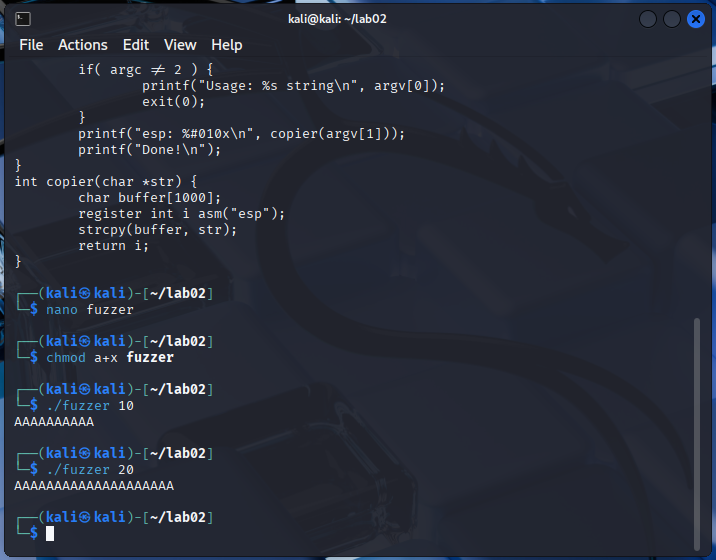 kali@kali: ~/lab02
File Actions Edit View Help
        if( argc ≠ 2 ) {
                printf("Usage: %s string\n", argv[0]);
                exit(0);
        }
        printf("esp: %#010x\n", copier(argv[1]));
        printf("Done!\n");
}
int copier(char *str) {
        char buffer[1000];
        register int i asm("esp");
        strcpy(buffer, str);
        return i;
}
┌──(kali㉿kali)-[~/lab02]
└─$ nano fuzzer
┌──(kali㉿kali)-[~/lab02]
└─$ chmod a+x fuzzer
┌──(kali㉿kali)-[~/lab02]
└─$ ./fuzzer 10
AAAAAAAAAA
┌──(kali㉿kali)-[~/lab02]
└─$ ./fuzzer 20
AAAAAAAAAAAAAAAAAAAA
┌──(kali㉿kali)-[~/lab02]
└─$